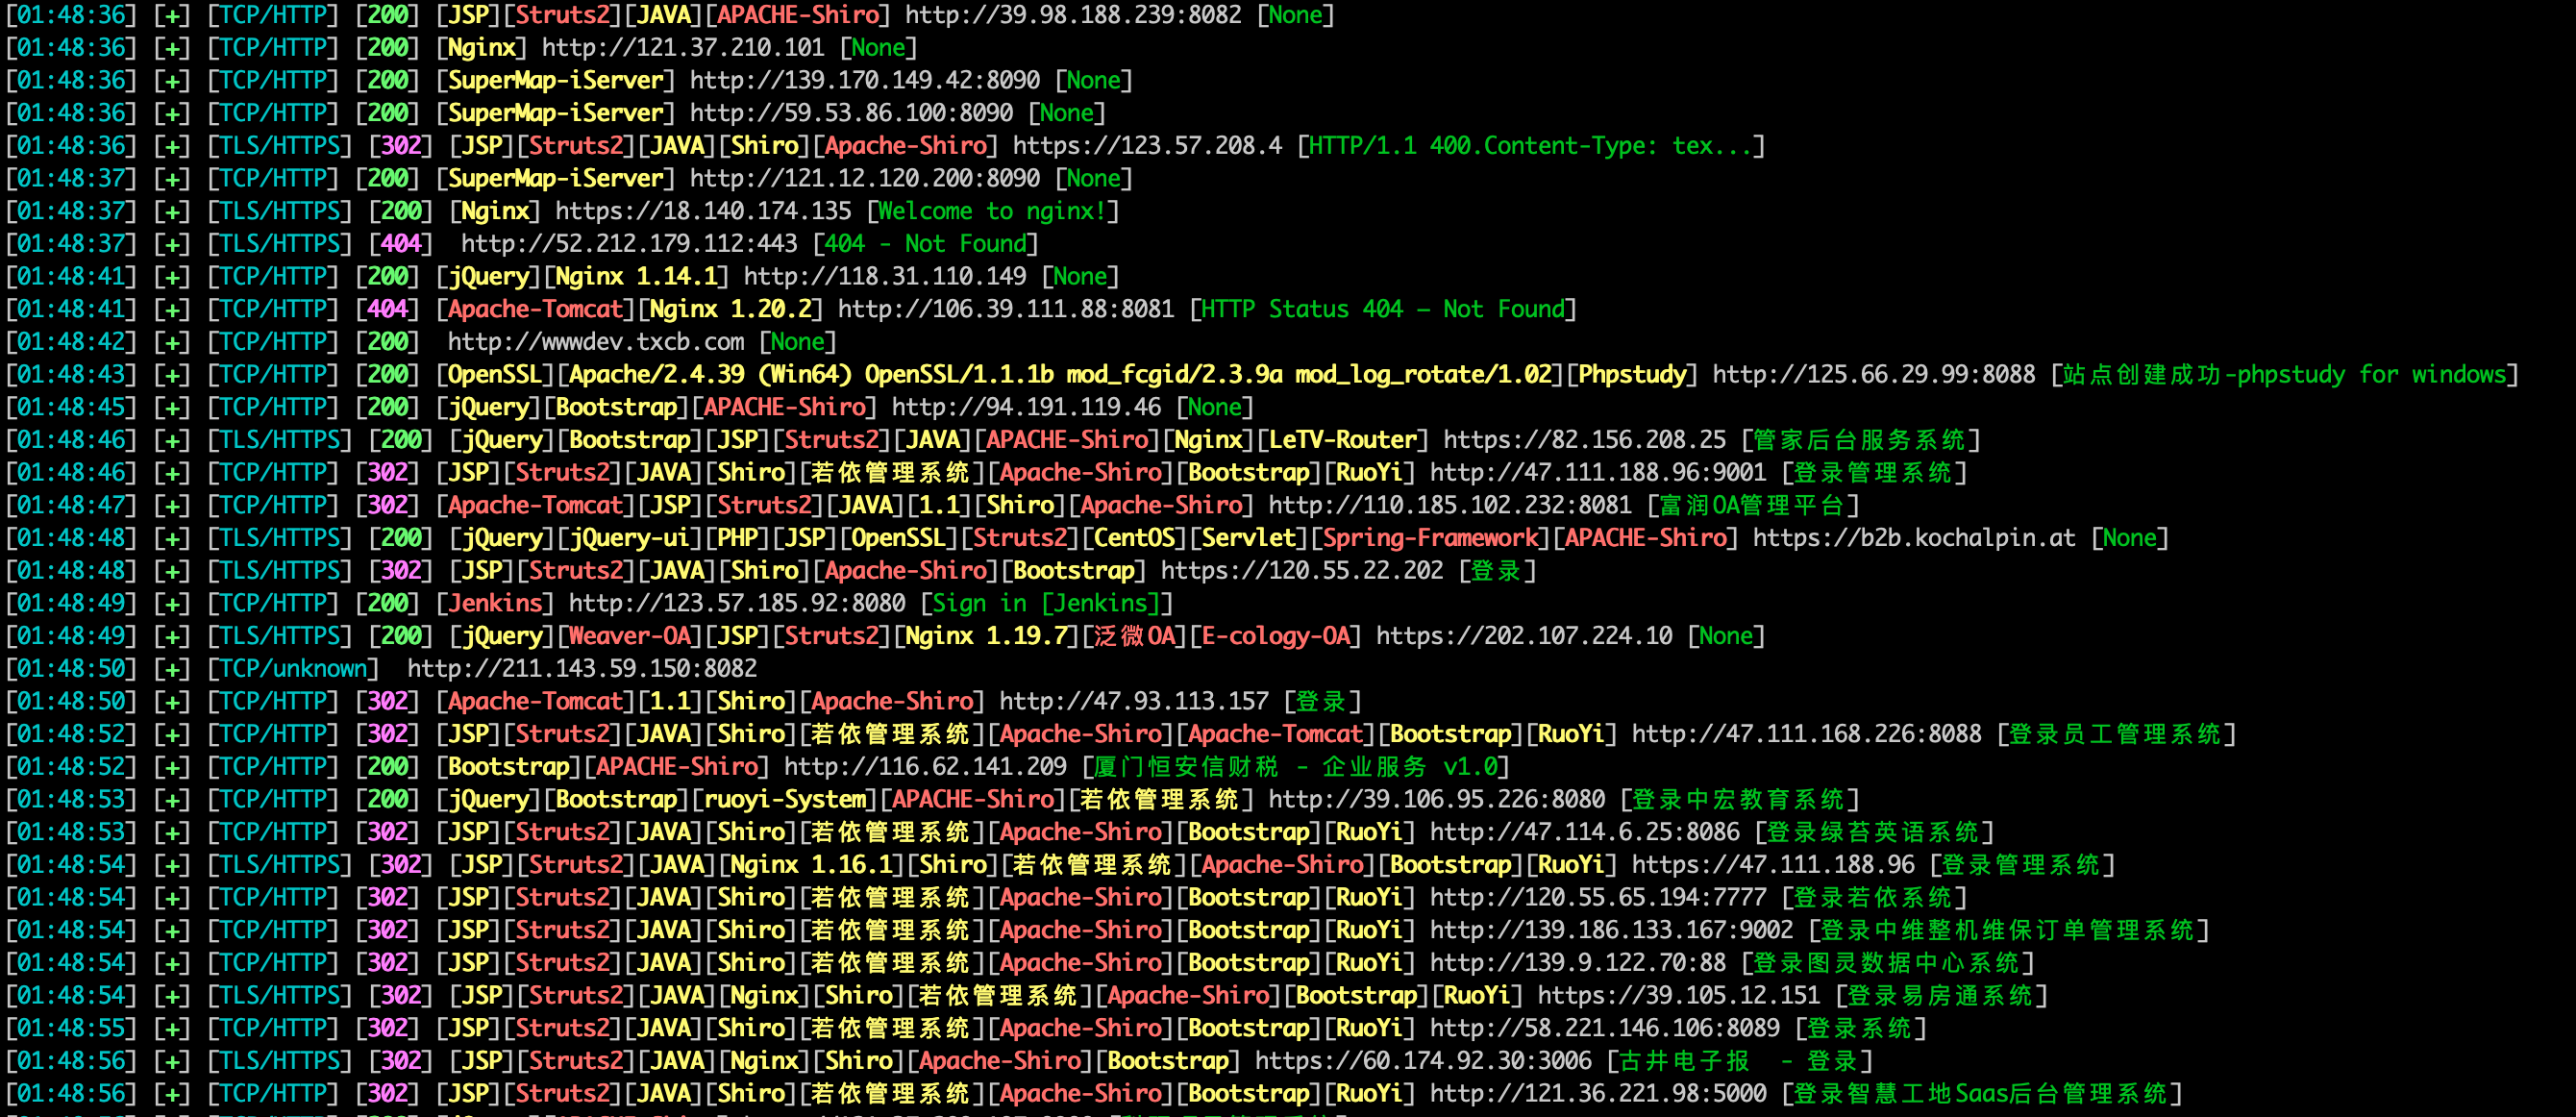 [01:48:36] [+] [TCP/HTTP] [200] [JSP][Struts2][JAVA][APACHE-Shiro] http://39.98.188.239:8082 [None]
[01:48:36] [+] [TCP/HTTP] [200] [Nginx] http://121.37.210.101 [None]
[01:48:36] [+] [TCP/HTTP] [200] [SuperMap-iServer] http://139.170.149.42:8090 [None]
[01:48:36] [+] [TCP/HTTP] [200] [SuperMap-iServer] http://59.53.86.100:8090 [None]
[01:48:36] [+] [TLS/HTTPS] [302] [JSP][Struts2][JAVA][Shiro][Apache-Shiro] https://123.57.208.4 [HTTP/1.1 400.Content-Type: tex...]
[01:48:37] [+] [TCP/HTTP] [200] [SuperMap-iServer] http://121.12.120.200:8090 [None]
[01:48:37] [+] [TLS/HTTPS] [200] [Nginx] https://18.140.174.135 [Welcome to nginx!]
[01:48:37] [+] [TLS/HTTPS] [404]  http://52.212.179.112:443 [404 - Not Found]
[01:48:41] [+] [TCP/HTTP] [200] [jQuery][Nginx 1.14.1] http://118.31.110.149 [None]
[01:48:41] [+] [TCP/HTTP] [404] [Apache-Tomcat][Nginx 1.20.2] http://106.39.111.88:8081 [HTTP Status 404 – Not Found]
[01:48:42] [+] [TCP/HTTP] [200]  http://wwwdev.txcb.com [None]
[01:48:43] [+] [TCP/HTTP] [200] [OpenSSL][Apache/2.4.39 (Win64) OpenSSL/1.1.1b mod_fcgid/2.3.9a mod_log_rotate/1.02][Phpstudy] http://125.66.29.99:8088 [站点创建成功-phpstudy for windows]
[01:48:45] [+] [TCP/HTTP] [200] [jQuery][Bootstrap][APACHE-Shiro] http://94.191.119.46 [None]
[01:48:46] [+] [TLS/HTTPS] [200] [jQuery][Bootstrap][JSP][Struts2][JAVA][APACHE-Shiro][Nginx][LeTV-Router] https://82.156.208.25 [管家后台服务系统]
[01:48:46] [+] [TCP/HTTP] [302] [JSP][Struts2][JAVA][Shiro][若依管理系统][Apache-Shiro][Bootstrap][RuoYi] http://47.111.188.96:9001 [登录管理系统]
[01:48:47] [+] [TCP/HTTP] [302] [Apache-Tomcat][JSP][Struts2][JAVA][1.1][Shiro][Apache-Shiro] http://110.185.102.232:8081 [富润OA管理平台]
[01:48:48] [+] [TLS/HTTPS] [200] [jQuery][jQuery-ui][PHP][JSP][OpenSSL][Struts2][CentOS][Servlet][Spring-Framework][APACHE-Shiro] https://b2b.kochalpin.at [None]
[01:48:48] [+] [TLS/HTTPS] [302] [JSP][Struts2][JAVA][Shiro][Apache-Shiro][Bootstrap] https://120.55.22.202 [登录]
[01:48:49] [+] [TCP/HTTP] [200] [Jenkins] http://123.57.185.92:8080 [Sign in [Jenkins]]
[01:48:49] [+] [TLS/HTTPS] [200] [jQuery][Weaver-OA][JSP][Struts2][Nginx 1.19.7][泛微OA][E-cology-OA] https://202.107.224.10 [None]
[01:48:50] [+] [TCP/unknown]  http://211.143.59.150:8082
[01:48:50] [+] [TCP/HTTP] [302] [Apache-Tomcat][1.1][Shiro][Apache-Shiro] http://47.93.113.157 [登录]
[01:48:52] [+] [TCP/HTTP] [302] [JSP][Struts2][JAVA][Shiro][若依管理系统][Apache-Shiro][Apache-Tomcat][Bootstrap][RuoYi] http://47.111.168.226:8088 [登录员工管理系统]
[01:48:52] [+] [TCP/HTTP] [200] [Bootstrap][APACHE-Shiro] http://116.62.141.209 [厦门恒安信财税 - 企业服务 v1.0]
[01:48:53] [+] [TCP/HTTP] [200] [jQuery][Bootstrap][ruoyi-System][APACHE-Shiro][若依管理系统] http://39.106.95.226:8080 [登录中宏教育系统]
[01:48:53] [+] [TCP/HTTP] [302] [JSP][Struts2][JAVA][Shiro][若依管理系统][Apache-Shiro][Bootstrap][RuoYi] http://47.114.6.25:8086 [登录绿苔英语系统]
[01:48:54] [+] [TLS/HTTPS] [302] [JSP][Struts2][JAVA][Nginx 1.16.1][Shiro][若依管理系统][Apache-Shiro][Bootstrap][RuoYi] https://47.111.188.96 [登录管理系统]
[01:48:54] [+] [TCP/HTTP] [302] [JSP][Struts2][JAVA][Shiro][若依管理系统][Apache-Shiro][Bootstrap][RuoYi] http://120.55.65.194:7777 [登录若依系统]
[01:48:54] [+] [TCP/HTTP] [302] [JSP][Struts2][JAVA][Shiro][若依管理系统][Apache-Shiro][Bootstrap][RuoYi] http://139.186.133.167:9002 [登录中维整机维保订单管理系统]
[01:48:54] [+] [TCP/HTTP] [302] [JSP][Struts2][JAVA][Shiro][若依管理系统][Apache-Shiro][Bootstrap][RuoYi] http://139.9.122.70:88 [登录图灵数据中心系统]
[01:48:54] [+] [TLS/HTTPS] [302] [JSP][Struts2][JAVA][Nginx][Shiro][若依管理系统][Apache-Shiro][Bootstrap][RuoYi] https://39.105.12.151 [登录易房通系统]
[01:48:55] [+] [TCP/HTTP] [302] [JSP][Struts2][JAVA][Shiro][若依管理系统][Apache-Shiro][Bootstrap][RuoYi] http://58.221.146.106:8089 [登录系统]
[01:48:56] [+] [TLS/HTTPS] [302] [JSP][Struts2][JAVA][Nginx][Shiro][Apache-Shiro][Bootstrap] https://60.174.92.30:3006 [古井电子报  - 登录]
[01:48:56] [+] [TCP/HTTP] [302] [JSP][Struts2][JAVA][Shiro][若依管理系统][Apache-Shiro][Bootstrap][RuoYi] http://121.36.221.98:5000 [登录智慧工地Saas后台管理系统]